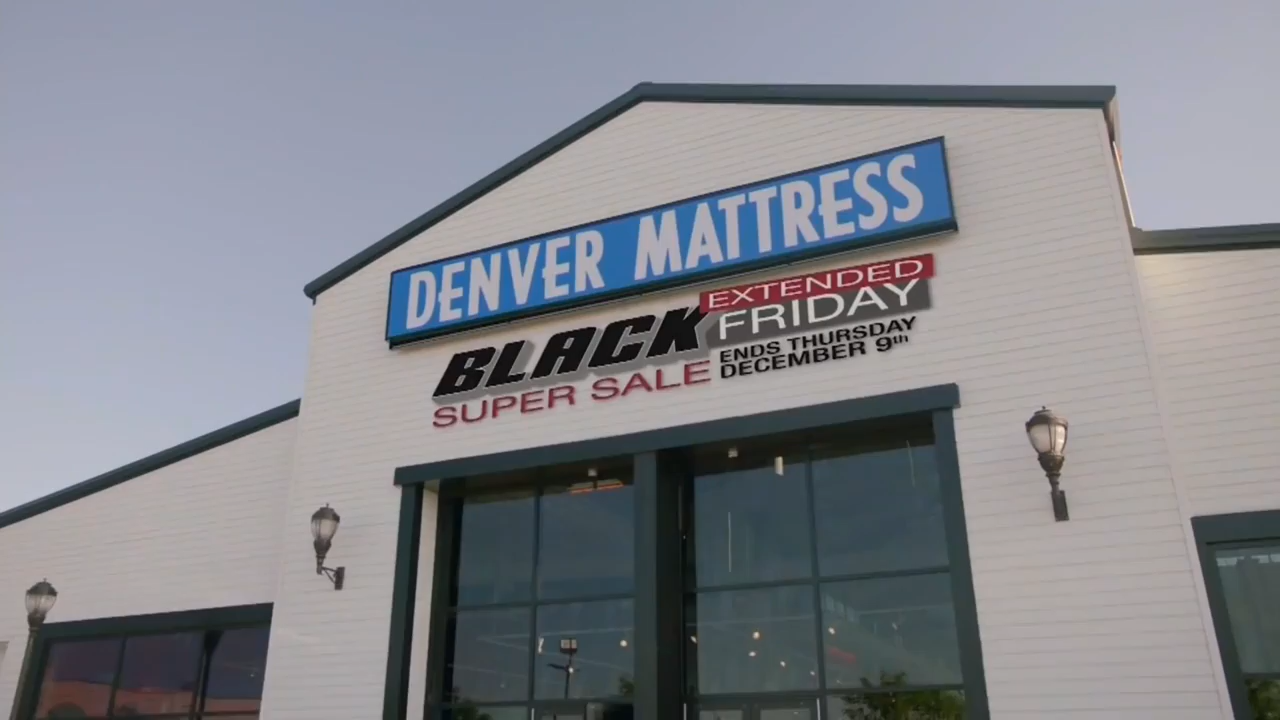 DENVER MATTRESS
EXTENDED
BLACK FRIDAY
SUPER SALE
ENDS THURSDAY
DECEMBER 9th